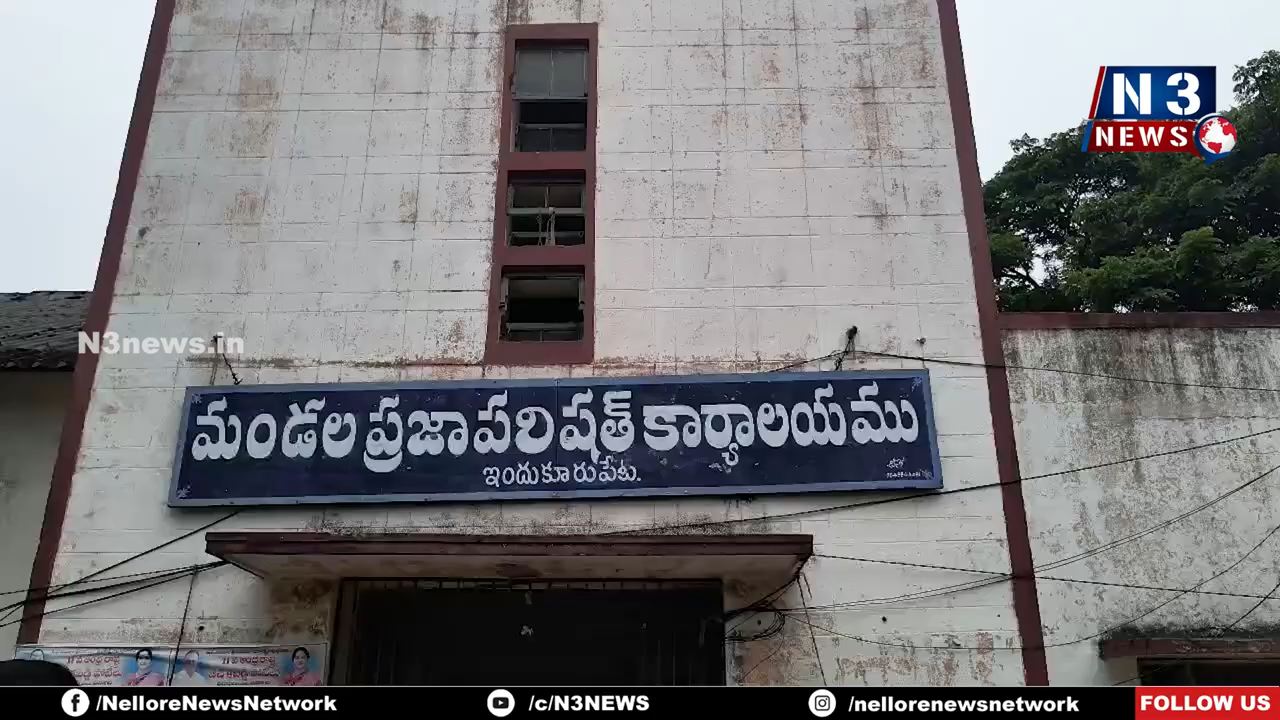 N3
NEWS
N3news.in
మండల ప్రజా పరిషత్ కార్యాలయము
ఇందుకూరుపేట.
/NelloreNewsNetwork
/c/N3NEWS
/nellorenewsnetwork
FOLLOW US